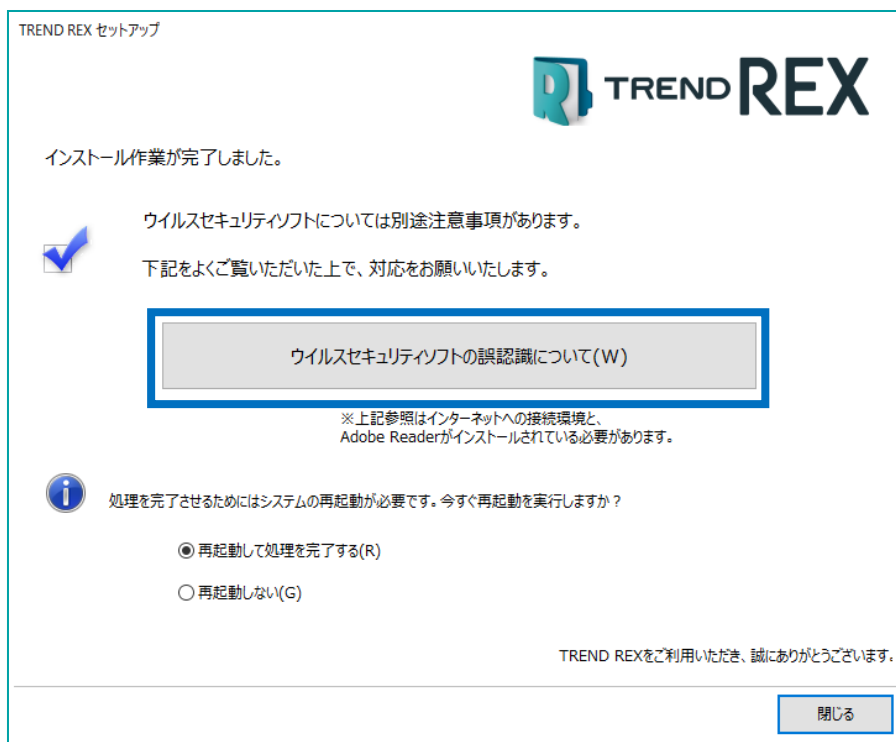 TREND REX セットアップ
TREND REX
インストール作業が完了しました。
ウイルスセキュリティソフトについては別途注意事項があります。
下記をよくご覧いただいた上で、対応をお願いいたします。
ウイルスセキュリティソフトの誤認識について(W)
※上記参照はインターネットへの接続環境と、
Adobe Readerがインストールされている必要があります。
処理を完了させるためにはシステムの再起動が必要です。今すぐ再起動を実行しますか？
再起動して処理を完了する(R)
再起動しない(G)
TREND REXをご利用いただき、誠にありがとうございます。
閉じる